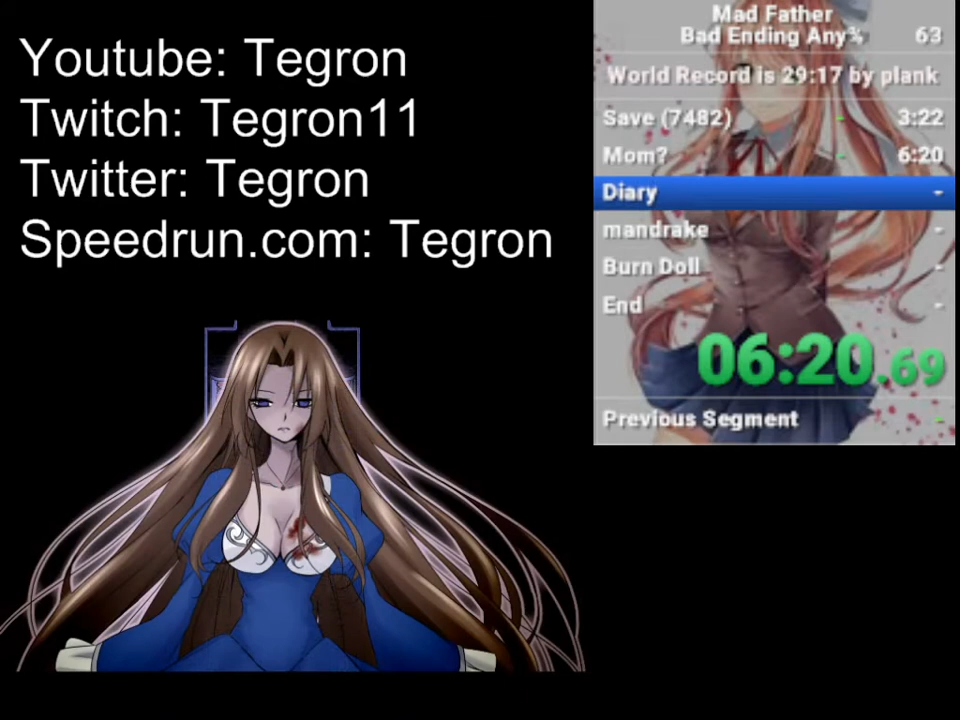 Youtube: Tegron
Twitch: Tegron11
Twitter: Tegron
Speedrun.com: Tegron
Mad Father
Bad Ending Any% 63
World Record is 29:17 by plank
Save (7482) - 3:22
Mom? - 6:20
Diary -
mandrake -
Burn Doll -
End -
06:20.69
Previous Segment -